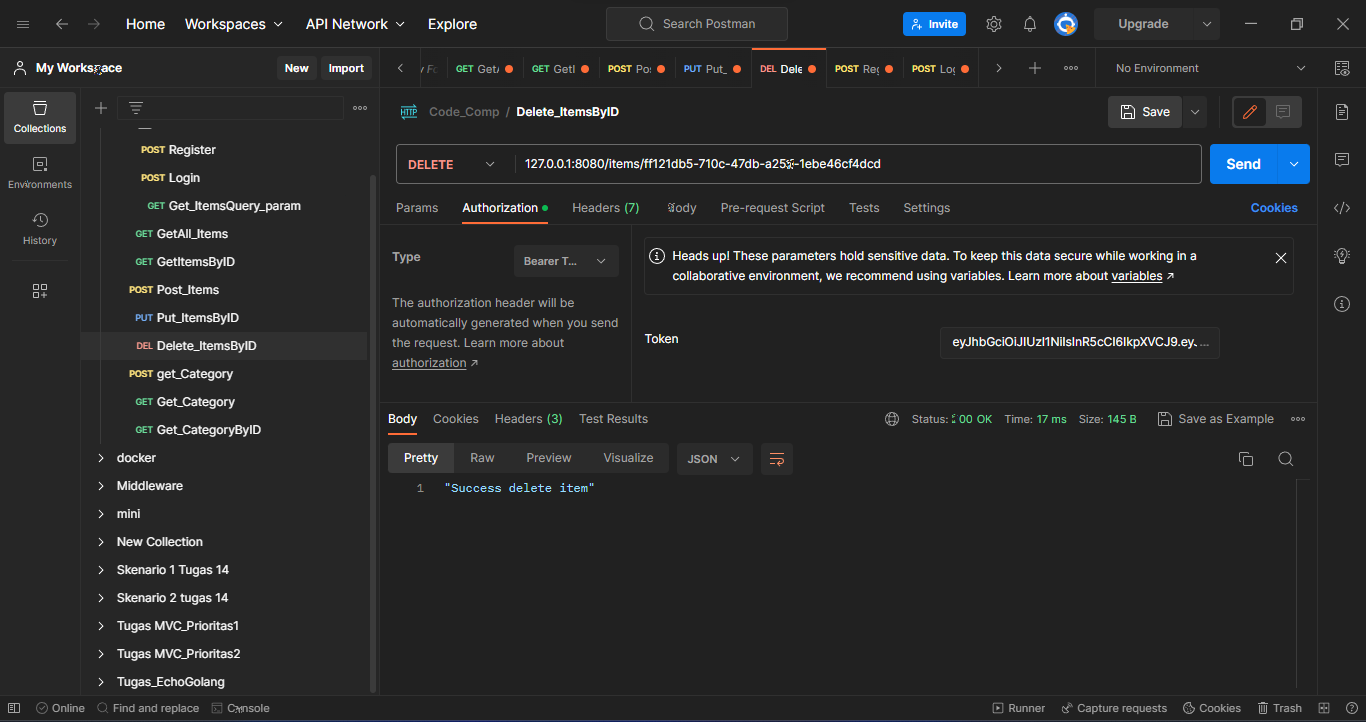 Home Workspaces API Network Explore Search Postman Invite Upgrade
My Workspace New Import GET Get GET GetI POST Po: PUT Put_ DEL Dele POST Re POST Lo No Environment
Collections
Environments
History
POST Register
POST Login
GET Get_ItemsQuery_param
GET GetAll_Items
GET GetItemsByID
POST Post_Items
PUT Put_ItemsByID
DEL Delete_ItemsByID
POST get_Category
GET Get_Category
GET Get_CategoryByID
docker
Middleware
mini
New Collection
Skenario 1 Tugas 14
Skenario 2 tugas 14
Tugas MVC_Prioritas1
Tugas MVC_Prioritas2
Tugas_EchoGolang
HTTP Code_Comp / Delete_ItemsByID Save
DELETE 127.0.0.1:8080/items/ff121db5-710c-47db-a25 -1ebe46cf4dcd Send
Params Authorization Headers (7) Body Pre-request Script Tests Settings Cookies
Type Bearer T...
The authorization header will be
automatically generated when you send
the request. Learn more about
authorization ↗
Heads up! These parameters hold sensitive data. To keep this data secure while working in a
collaborative environment, we recommend using variables. Learn more about variables ↗
Token eyJhbGciOiJIUzI1NiIsInR5cCI6IkpXVCJ9.ey. ...
Body Cookies Headers (3) Test Results Status: 200 OK Time: 17 ms Size: 145 B Save as Example
Pretty Raw Preview Visualize JSON
1 "Success delete item"
Online Find and replace Console Runner Capture requests Cookies Trash